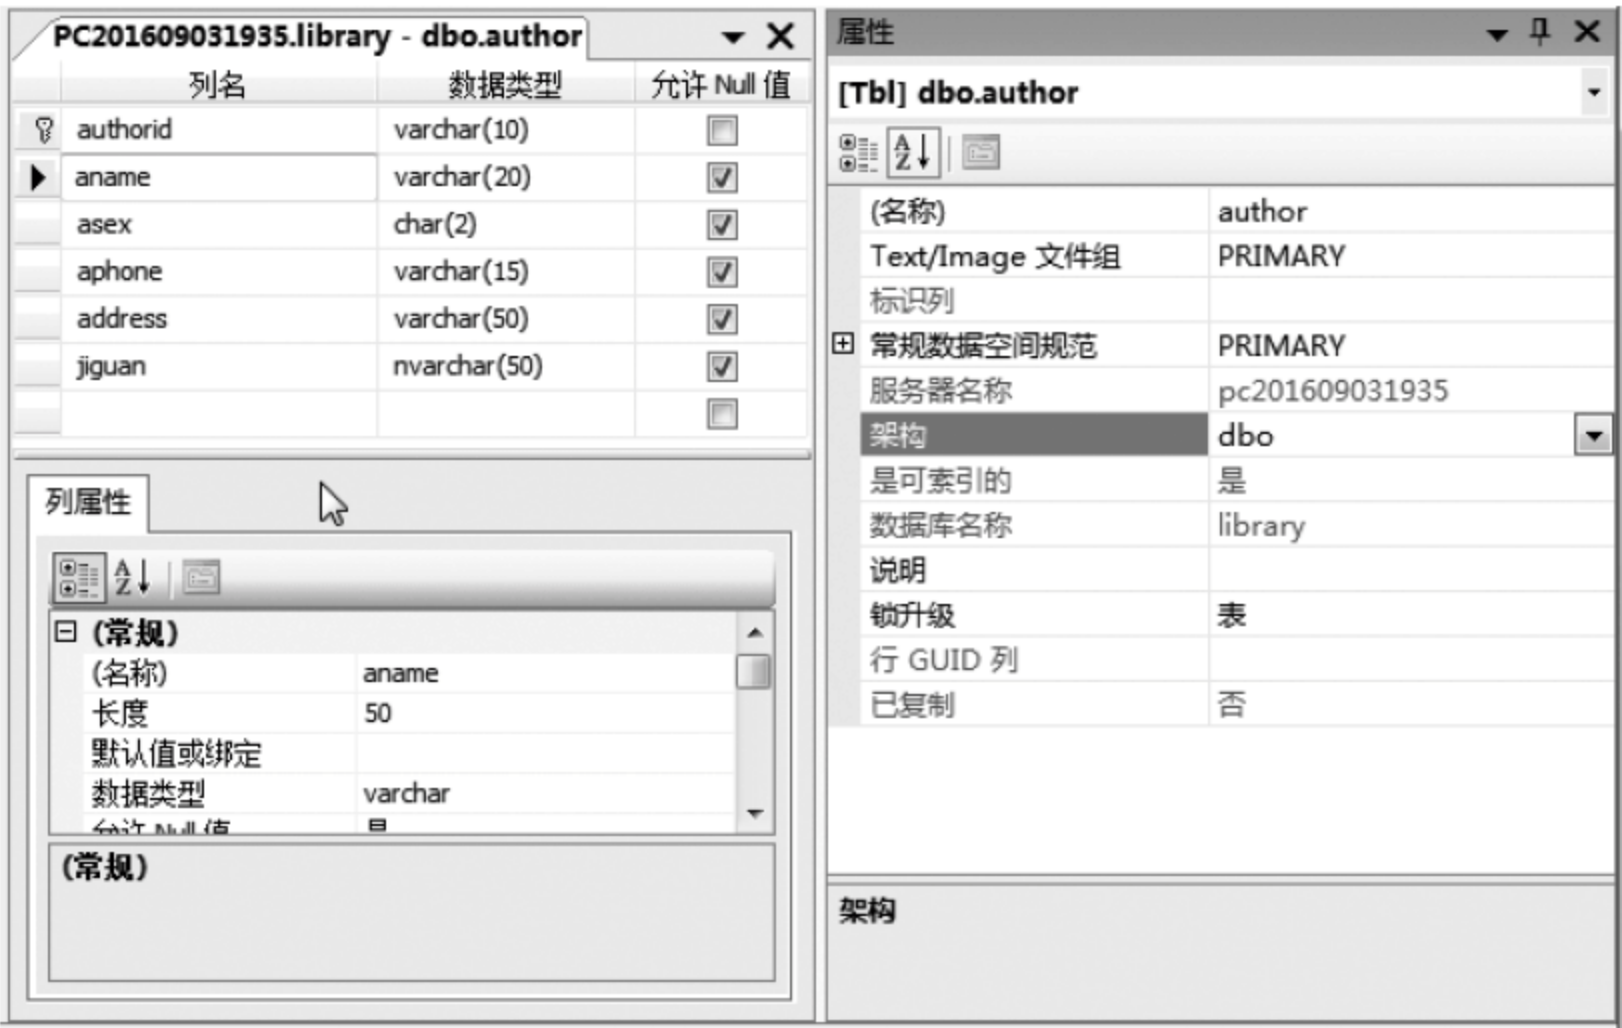 PC201609031935.library - dbo.author
列名 数据类型 允许 Null 值
authorid varchar(10)
aname varchar(20)
asex char(2)
aphone varchar(15)
address varchar(50)
jiguan nvarchar(50)
列属性
(常规)
(名称) aname
长度 50
默认值或绑定
数据类型 varchar
允许 Null 值 是
(常规)
属性
[Tbl] dbo.author
(名称) author
Text/Image 文件组 PRIMARY
标识列
常规数据空间规范 PRIMARY
服务器名称 pc201609031935
架构 dbo
是可索引的 是
数据库名称 library
说明
锁升级 表
行 GUID 列
已复制 否
架构